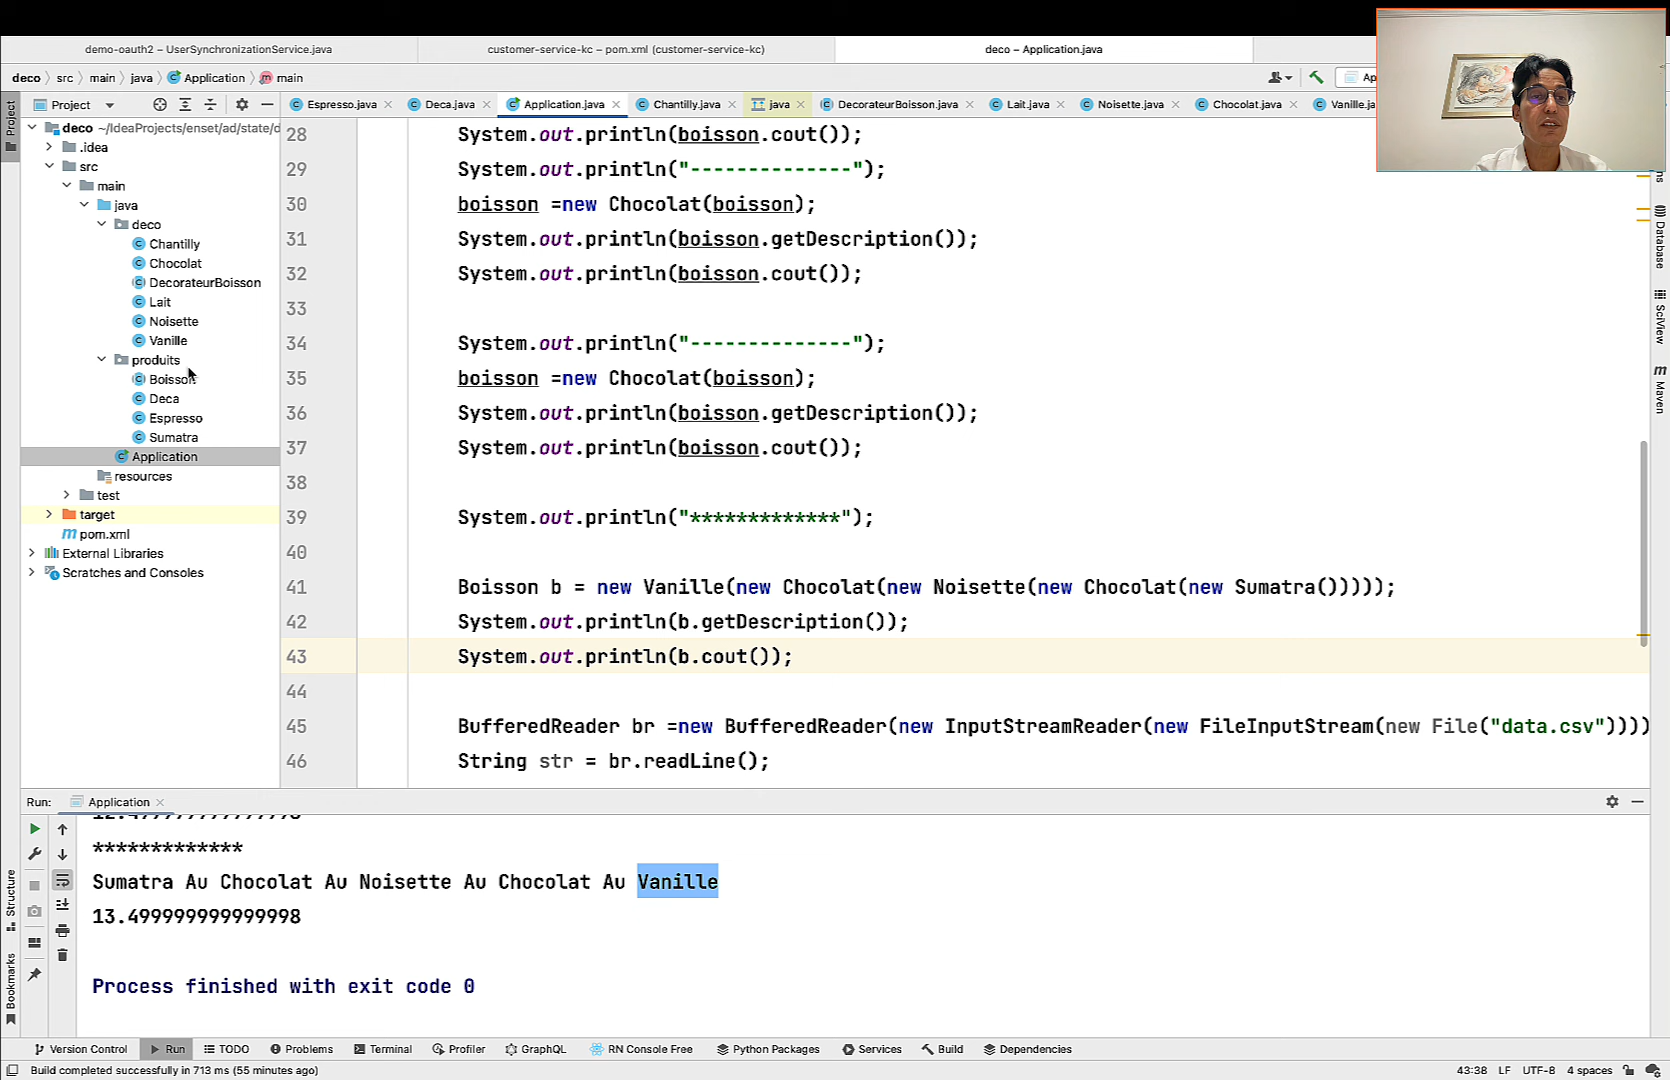 demo-oauth2 – UserSynchronizationService.java
customer-service-kc – pom.xml (customer-service-kc)
deco – Application.java
deco src main java Application main
Project
Espresso.java
Deca.java
Application.java
Chantilly.java
java
DecorateurBoisson.java
Lait.java
Noisette.java
Chocolat.java
Vanille.ja
Project
deco ~/IdeaProjects/enset/ad/state/d
.idea
src
main
java
deco
Chantilly
Chocolat
DecorateurBoisson
Lait
Noisette
Vanille
produits
Boisson
Deca
Espresso
Sumatra
Application
resources
test
target
pom.xml
External Libraries
Scratches and Consoles
28 System.out.println(boisson.cout());
29 System.out.println("--------------");
30 boisson =new Chocolat(boisson);
31 System.out.println(boisson.getDescription());
32 System.out.println(boisson.cout());
33
34 System.out.println("--------------");
35 boisson =new Chocolat(boisson);
36 System.out.println(boisson.getDescription());
37 System.out.println(boisson.cout());
38
39 System.out.println("*************");
40
41 Boisson b = new Vanille(new Chocolat(new Noisette(new Chocolat(new Sumatra()))));
42 System.out.println(b.getDescription());
43 System.out.println(b.cout());
44
45 BufferedReader br =new BufferedReader(new InputStreamReader(new FileInputStream(new File("data.csv"))))
46 String str = br.readLine();
Database
SciView
Maven
Run: Application
*************
Sumatra Au Chocolat Au Noisette Au Chocolat Au Vanille
13.499999999999998
Process finished with exit code 0
Structure
Bookmarks
Version Control
Run
TODO
Problems
Terminal
Profiler
GraphQL
RN Console Free
Python Packages
Services
Build
Dependencies
Build completed successfully in 713 ms (55 minutes ago)
43:38 LF UTF-8 4 spaces